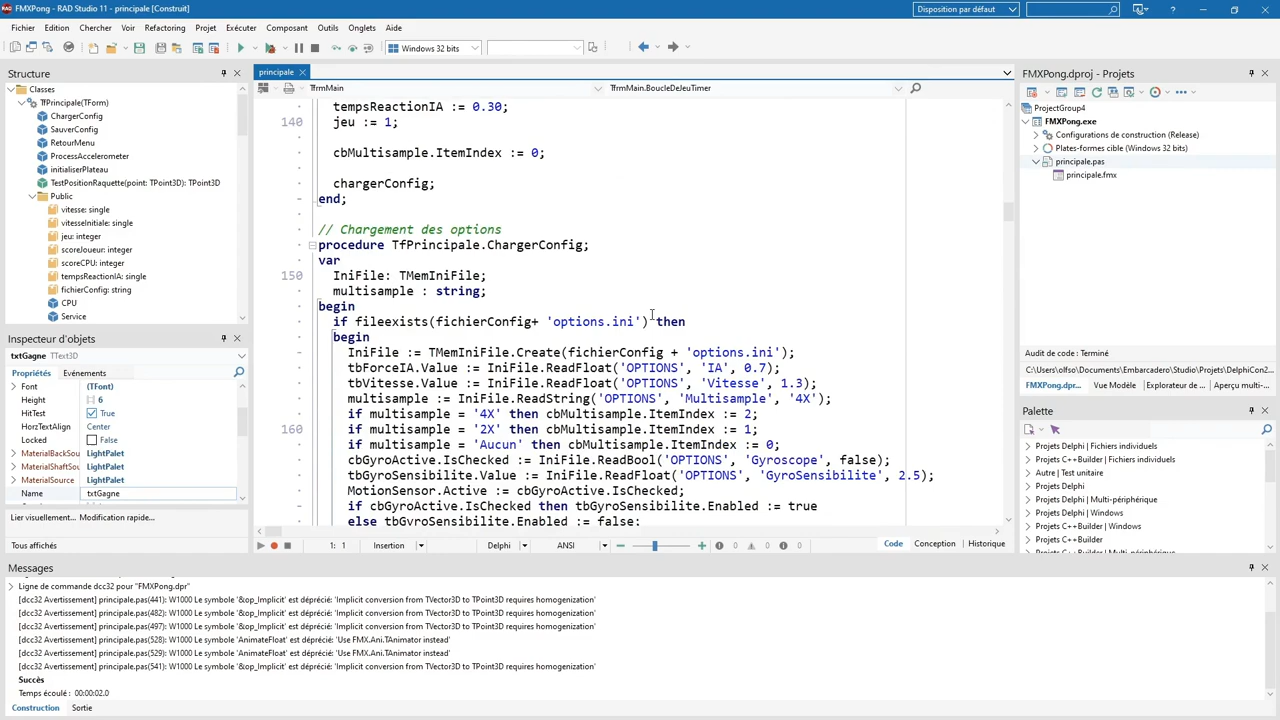 FMXPong - RAD Studio 11 - principale [Construit]
Disposition par défaut
Fichier Edition Chercher Voir Refactoring Projet Exécuter Composant Outils Onglets Aide
Windows 32 bits
Structure
Classes
TfPrincipale(TForm)
ChargerConfig
SauverConfig
RetourMenu
ProcessAccelerometer
initialiserPlateau
TestPositionRaquette(point: TPoint3D): TPoint3D
Public
vitesse: single
vitesseInitiale: single
jeu: integer
scoreJoueur: integer
scoreCPU: integer
tempsReactionIA: single
fichierConfig: string
CPU
Service
Inspecteur d'objets
txtGagne TText3D
Propriétés Événements
Font (TFont)
Height 6
HitTest True
HorzTextAlign Center
Locked False
MaterialBackSou LightPalet
MaterialShaftSou LightPalet
MaterialSource LightPalet
Name txtGagne
Lier visuellement... Modification rapide...
Tous affichés
principale
TfrmMain TfrmMain.BoucleDeJeuTimer
tempsReactionIA := 0.30;
140 jeu := 1;
cbMultisample.ItemIndex := 0;
chargerConfig;
end;
// Chargement des options
procedure TfPrincipale.ChargerConfig;
var
150 IniFile: TMemIniFile;
multisample : string;
begin
if fileexists(fichierConfig+ 'options.ini') then
begin
IniFile := TMemIniFile.Create(fichierConfig + 'options.ini');
tbForceIA.Value := IniFile.ReadFloat('OPTIONS', 'IA', 0.7);
tbVitesse.Value := IniFile.ReadFloat('OPTIONS', 'Vitesse', 1.3);
multisample := IniFile.ReadString('OPTIONS', 'Multisample', '4X');
if multisample = '4X' then cbMultisample.ItemIndex := 2;
160 if multisample = '2X' then cbMultisample.ItemIndex := 1;
if multisample = 'Aucun' then cbMultisample.ItemIndex := 0;
cbGyroActive.IsChecked := IniFile.ReadBool('OPTIONS', 'Gyroscope', false);
tbGyroSensibilite.Value := IniFile.ReadFloat('OPTIONS', 'GyroSensibilite', 2.5);
MotionSensor.Active := cbGyroActive.IsChecked;
if cbGyroActive.IsChecked then tbGyroSensibilite.Enabled := true
else tbGyroSensibilite.Enabled := false;
1: 1 Insertion Delphi ANSI 0 0 0 Code Conception Historique
FMXPong.dproj - Projets
ProjectGroup4
FMXPong.exe
Configurations de construction (Release)
Plates-formes cible (Windows 32 bits)
principale.pas
principale.fmx
Audit de code : Terminé
C:\Users\olfso\Documents\Embarcadero\Studio\Projets\DelphiCon2
FMXPong.dpr... Vue Modèle Explorateur de ... Aperçu multi-...
Palette
Projets Delphi | Fichiers individuels
Projets C++Builder | Fichiers individuels
Autre | Test unitaire
Projets Delphi
Projets Delphi | Multi-périphérique
Projets Delphi | Windows
Projets C++Builder | Windows
Projets C++Builder
Projets C++Builder | Multi-périphérique
Messages
Ligne de commande dcc32 pour "FMXPong.dpr"
[dcc32 Avertissement] principale.pas(441): W1000 Le symbole '&op_Implicit' est déprécié: 'Implicit conversion from TVector3D to TPoint3D requires homogenization'
[dcc32 Avertissement] principale.pas(482): W1000 Le symbole '&op_Implicit' est déprécié: 'Implicit conversion from TVector3D to TPoint3D requires homogenization'
[dcc32 Avertissement] principale.pas(497): W1000 Le symbole '&op_Implicit' est déprécié: 'Implicit conversion from TVector3D to TPoint3D requires homogenization'
[dcc32 Avertissement] principale.pas(528): W1000 Le symbole 'AnimateFloat' est déprécié: 'Use FMX.Ani.TAnimator instead'
[dcc32 Avertissement] principale.pas(529): W1000 Le symbole 'AnimateFloat' est déprécié: 'Use FMX.Ani.TAnimator instead'
[dcc32 Avertissement] principale.pas(541): W1000 Le symbole '&op_Implicit' est déprécié: 'Implicit conversion from TVector3D to TPoint3D requires homogenization'
Succès
Temps écoulé : 00:00:02.0
Construction Sortie